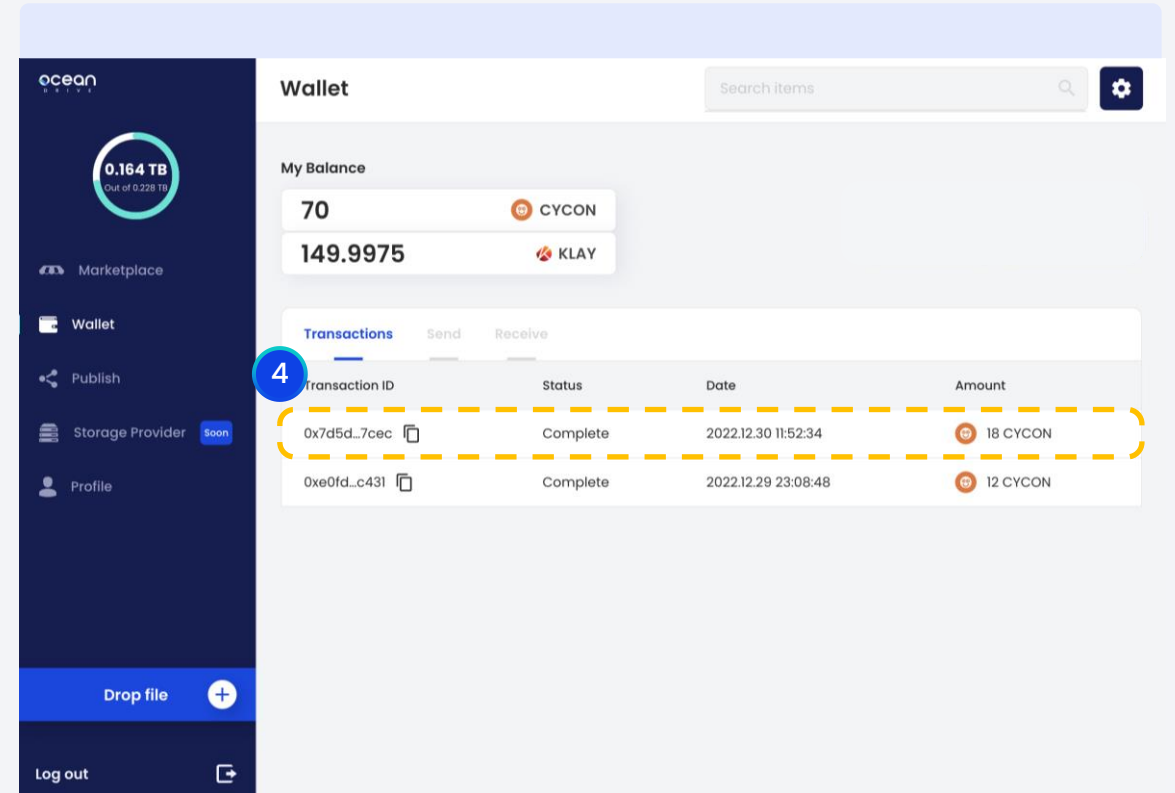 ocean
DRIVE
0.164 TB
Out of 0.228 TB
Marketplace
Wallet
Publish
Storage Provider Soon
Profile
Drop file
Log out
Wallet
Search items
My Balance
70 CYCON
149.9975 KLAY
Transactions Send Receive
4
Transaction ID Status Date Amount
0x7d5d...7cec Complete 2022.12.30 11:52:34 18 CYCON
0xe0fd...c431 Complete 2022.12.29 23:08:48 12 CYCON